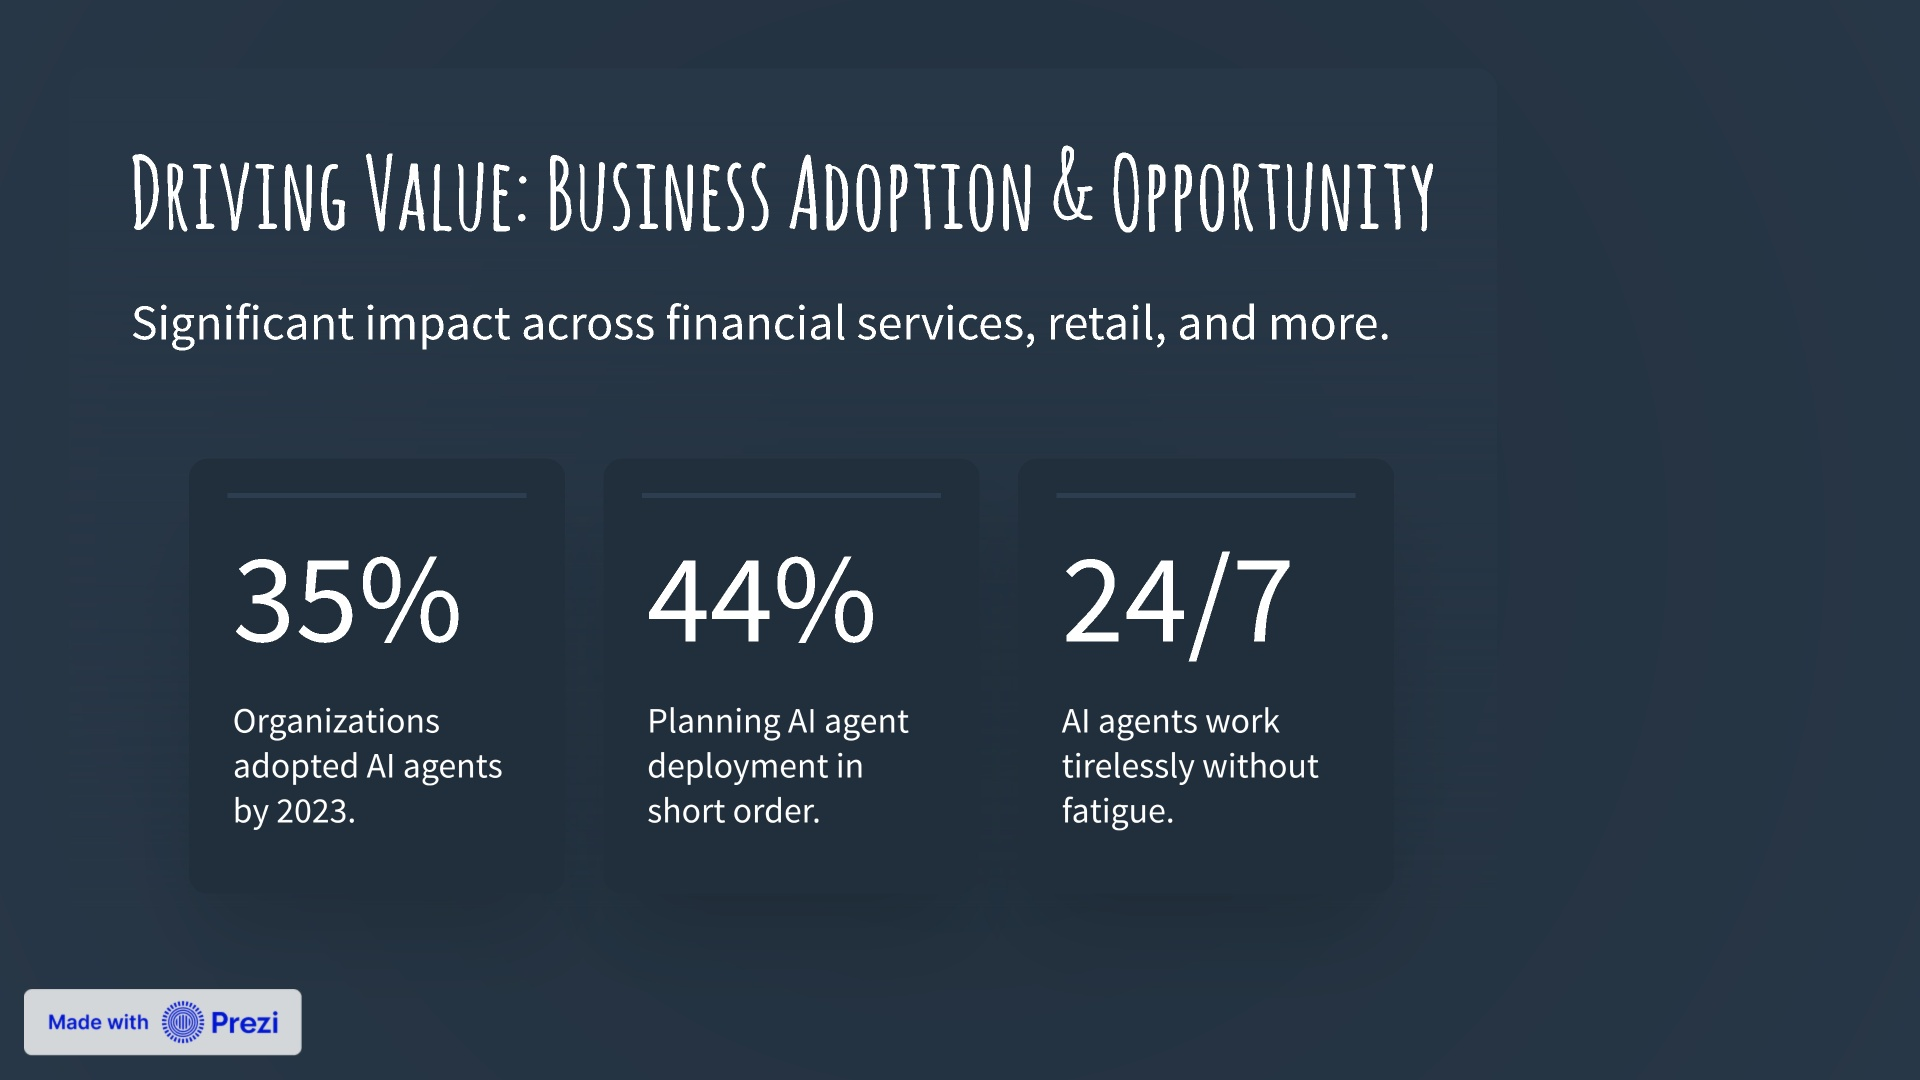 Driving Value: Business Adoption & Opportunity
Significant impact across financial services, retail, and more.
35%
Organizations
adopted AI agents
by 2023.
44%
Planning AI agent
deployment in
short order.
24/7
AI agents work
tirelessly without
fatigue.
Made with Prezi